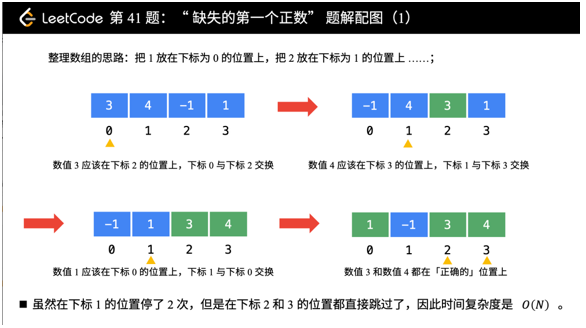 LeetCode 第 41 题：“ 缺失的第一个正数” 题解配图（1）
整理数组的思路：把 1 放在下标为 0 的位置上，把 2 放在下标为 1 的位置上 ……；
3 4 -1 1
0 1 2 3
数值 3 应该在下标 2 的位置上，下标 0 与下标 2 交换
-1 4 3 1
0 1 2 3
数值 4 应该在下标 3 的位置上，下标 1 与下标 3 交换
-1 1 3 4
0 1 2 3
数值 1 应该在下标 0 的位置上，下标 1 与下标 0 交换
1 -1 3 4
0 1 2 3
数值 3 和数值 4 都在「正确的」位置上
■ 虽然在下标 1 的位置停了 2 次，但是在下标 2 和 3 的位置都直接跳过了，因此时间复杂度是 O(N) 。